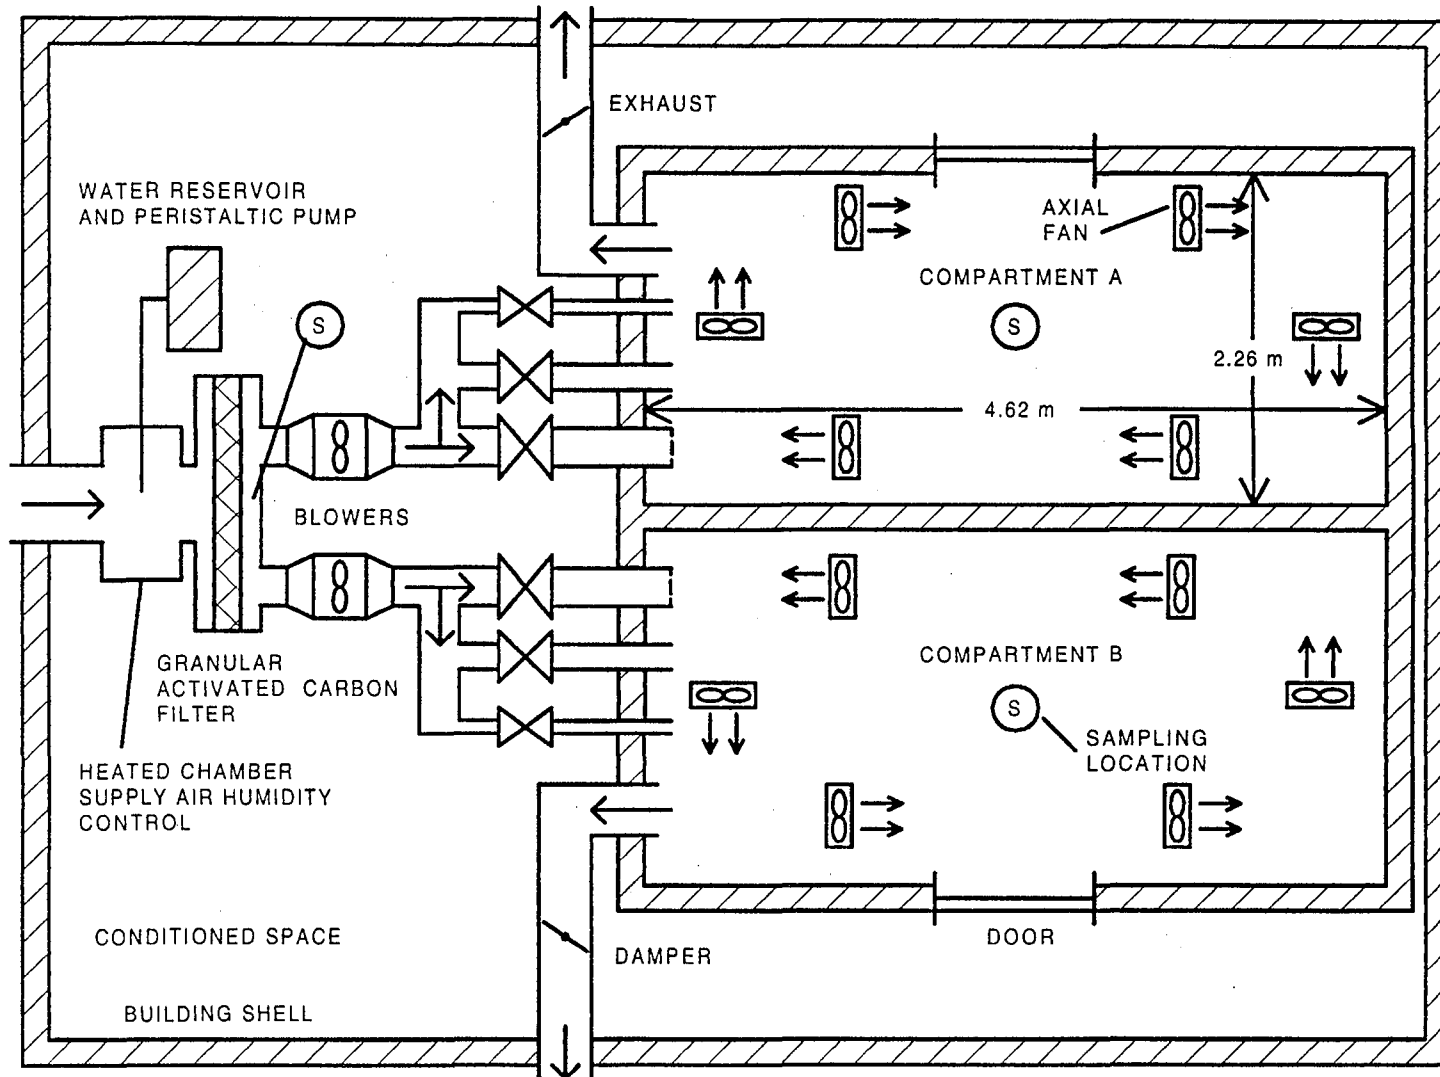 EXHAUST
WATER RESERVOIR
AND PERISTALTIC PUMP
AXIAL
FAN
COMPARTMENT A
S
S
2.26 m
4.62 m
BLOWERS
GRANULAR
ACTIVATED CARBON
FILTER
COMPARTMENT B
S
SAMPLING
LOCATION
HEATED CHAMBER
SUPPLY AIR HUMIDITY
CONTROL
CONDITIONED SPACE
DOOR
DAMPER
BUILDING SHELL